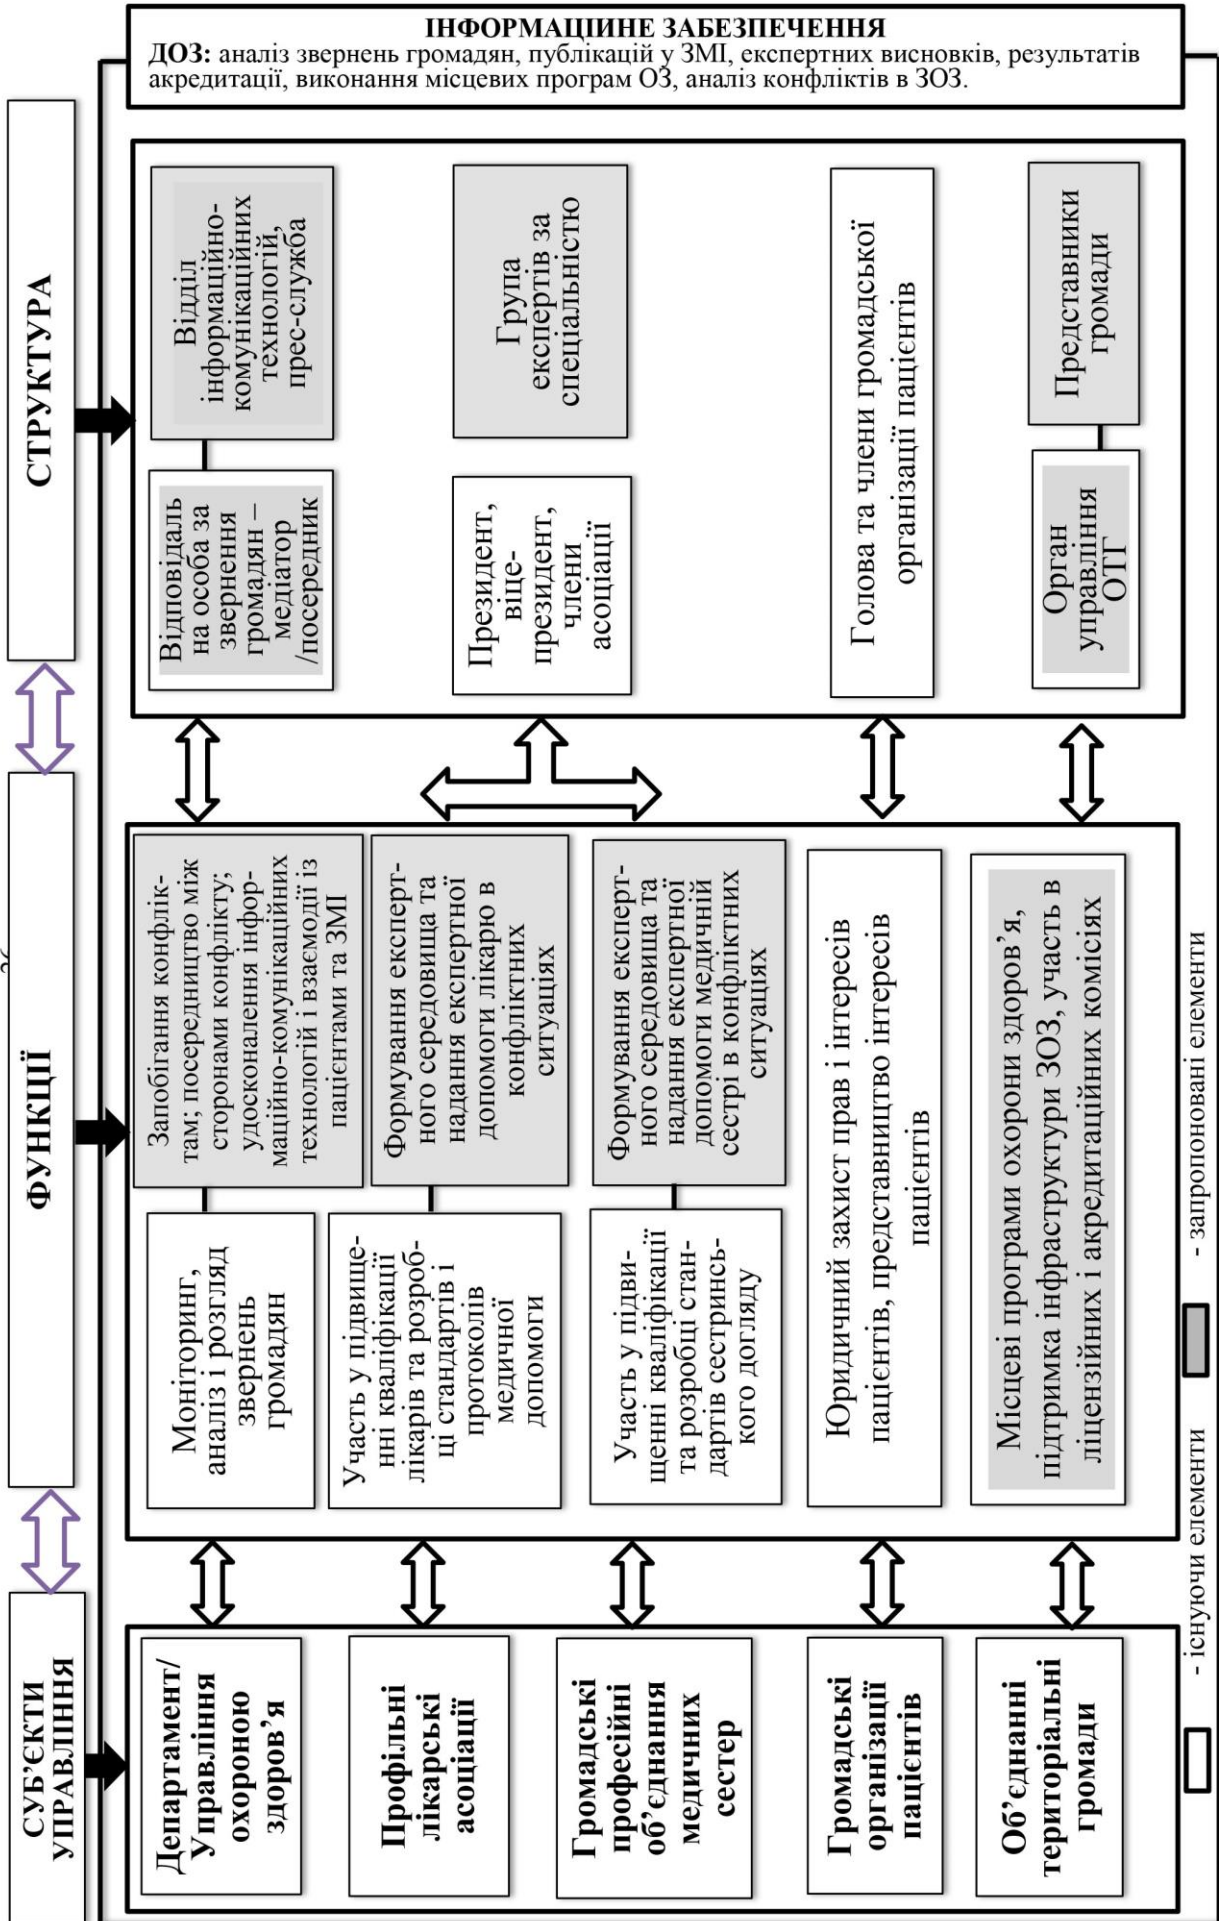 ІНФОРМАЦІЙНЕ ЗАБЕЗПЕЧЕННЯ
ДОЗ: аналіз звернень громадян, публікацій у ЗМІ, експертних висновків, результатів
акредитації, виконання місцевих програм ОЗ, аналіз конфліктів в ЗОЗ.
СУБ’ЄКТИ
УПРАВЛІННЯ
ФУНКЦІЇ
СТРУКТУРА
Департамент/
Управління
охороною
здоров’я
Моніторинг,
аналіз і розгляд
звернень
громадян
Запобігання конфлік-
там; посередництво між
сторонами конфлікту;
удосконалення інфор-
маційно-комунікаційних
технологій і взаємодії із
пацієнтами та ЗМІ
Відповідаль
на особа за
звернення
громадян –
медіатор
/посередник
Відділ
інформаційно-
комунікаційних
технологій,
прес-служба
Профільні
лікарські
асоціації
Участь у підвище-
нні кваліфікації
лікарів та розроб-
ці стандартів і
протоколів
медичної
допомоги
Формування експерт-
ного середовища та
надання експертної
допомоги лікарю в
конфліктних
ситуаціях
Президент,
віце-
президент,
члени
асоціації
Група
експертів за
спеціальністю
Громадські
професійні
об’єднання
медичних
сестер
Участь у підви-
щенні кваліфікації
та розробці стан-
дартів сестринсь-
кого догляду
Формування експерт-
ного середовища та
надання експертної
допомоги медичній
сестрі в конфліктних
ситуаціях
Громадські
організації
пацієнтів
Юридичний захист прав і інтересів
пацієнтів, представництво інтересів
пацієнтів
Голова та члени громадської
організації пацієнтів
Об’єднанні
територіальні
громади
Місцеві програми охорони здоров’я,
підтримка інфраструктури ЗОЗ, участь в
ліцензійних і акредитаційних комісіях
Орган
управління
ОТГ
Представники
громади
- існуючи елементи
- запропоновані елементи